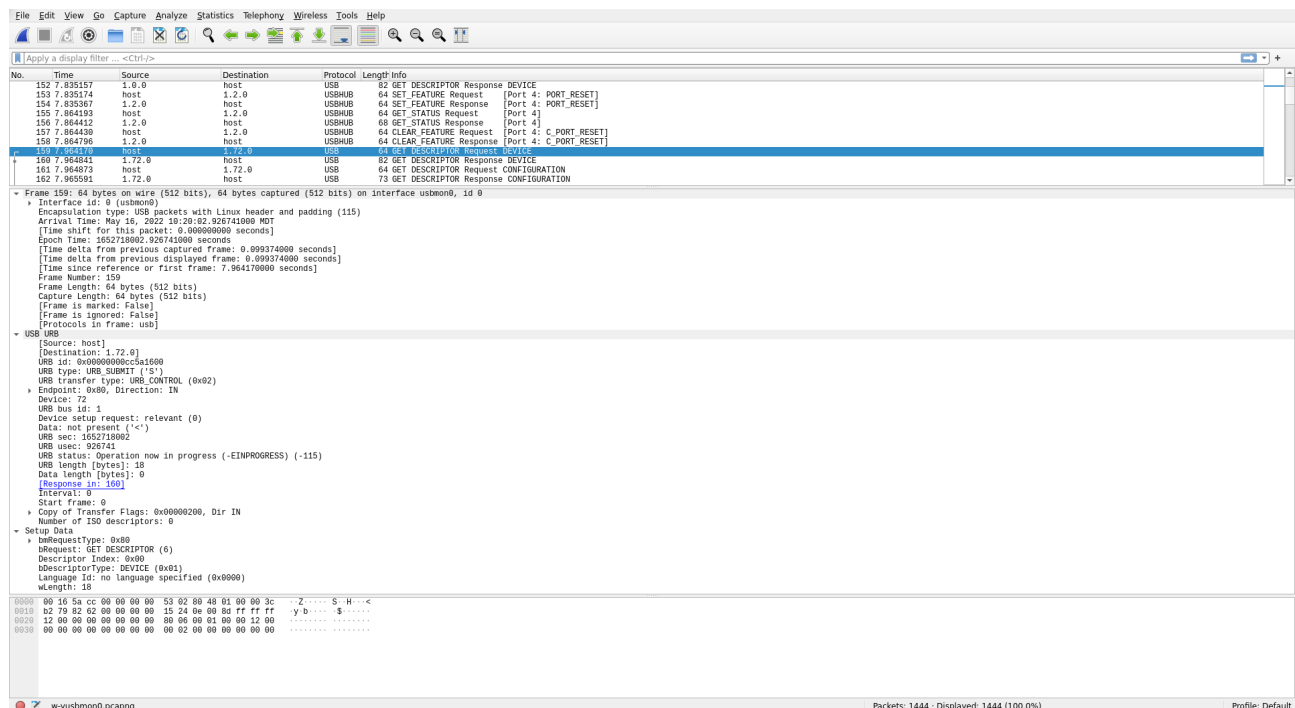 File Edit View Go Capture Analyze Statistics Telephony Wireless Tools Help
Apply a display filter ... <Ctrl-/>
No. Time Source Destination Protocol Length Info
152 7.835157 1.0.0 host USB 82 GET DESCRIPTOR Response DEVICE
153 7.835174 host 1.2.0 USBHUB 64 SET_FEATURE Request [Port 4: PORT_RESET]
154 7.835367 1.2.0 host USBHUB 64 SET_FEATURE Response [Port 4: PORT_RESET]
155 7.864193 host 1.2.0 USBHUB 64 GET_STATUS Request [Port 4]
156 7.864412 1.2.0 host USBHUB 68 GET_STATUS Response [Port 4]
157 7.864430 host 1.2.0 USBHUB 64 CLEAR_FEATURE Request [Port 4: C_PORT_RESET]
158 7.864796 1.2.0 host USBHUB 64 CLEAR_FEATURE Response [Port 4: C_PORT_RESET]
159 7.964170 host 1.72.0 USB 64 GET DESCRIPTOR Request DEVICE
160 7.964841 1.72.0 host USB 82 GET DESCRIPTOR Response DEVICE
161 7.964873 host 1.72.0 USB 64 GET DESCRIPTOR Request CONFIGURATION
162 7.965591 1.72.0 host USB 73 GET DESCRIPTOR Response CONFIGURATION
Frame 159: 64 bytes on wire (512 bits), 64 bytes captured (512 bits) on interface usbmon0, id 0
Interface id: 0 (usbmon0)
Encapsulation type: USB packets with Linux header and padding (115)
Arrival Time: May 16, 2022 10:20:02.926741000 MDT
[Time shift for this packet: 0.000000000 seconds]
Epoch Time: 1652718002.926741000 seconds
[Time delta from previous captured frame: 0.099374000 seconds]
[Time delta from previous displayed frame: 0.099374000 seconds]
[Time since reference or first frame: 7.964170000 seconds]
Frame Number: 159
Frame Length: 64 bytes (512 bits)
Capture Length: 64 bytes (512 bits)
[Frame is marked: False]
[Frame is ignored: False]
[Protocols in frame: usb]
USB URB
[Source: host]
[Destination: 1.72.0]
URB id: 0x00000000cc5a1600
URB type: URB_SUBMIT ('S')
URB transfer type: URB_CONTROL (0x02)
Endpoint: 0x80, Direction: IN
Device: 72
URB bus id: 1
Device setup request: relevant (0)
Data: not present ('<')
URB sec: 1652718002
URB usec: 926741
URB status: Operation now in progress (-EINPROGRESS) (-115)
URB length [bytes]: 18
Data length [bytes]: 0
[Response in: 160]
Interval: 0
Start frame: 0
Copy of Transfer Flags: 0x00000200, Dir IN
Number of ISO descriptors: 0
Setup Data
bmRequestType: 0x80
bRequest: GET DESCRIPTOR (6)
Descriptor Index: 0x00
bDescriptorType: DEVICE (0x01)
Language Id: no language specified (0x0000)
wLength: 18
0000 00 16 5a cc 00 00 00 00 53 02 80 48 01 00 00 3c ··Z····· S··H···<
0010 b2 79 82 62 00 00 00 00 15 24 0e 00 8d ff ff ff ·y·b···· ·$······
0020 12 00 00 00 00 00 00 00 80 06 00 01 00 00 12 00 ········ ········
0030 00 00 00 00 00 00 00 00 00 02 00 00 00 00 00 00 ········ ········
w-vusbmon0.pcapng Packets: 1444 · Displayed: 1444 (100.0%) Profile: Default